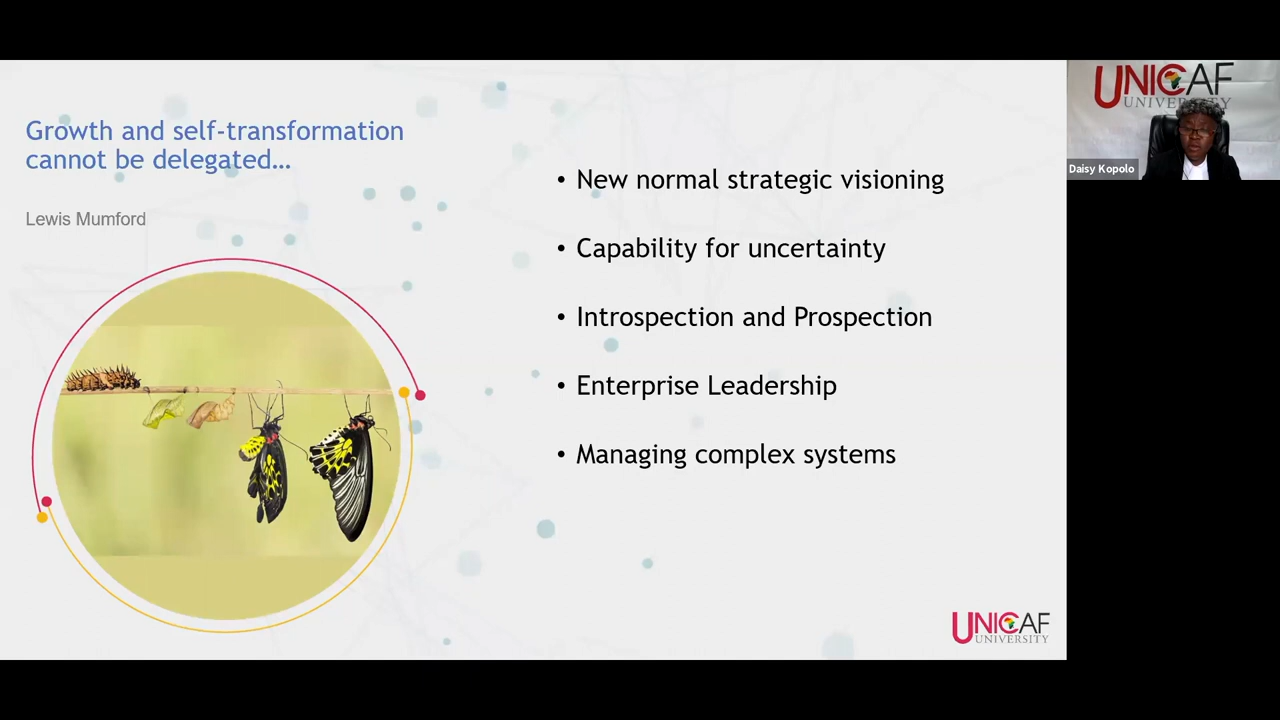 Growth and self-transformation
cannot be delegated...
Lewis Mumford
• New normal strategic visioning
• Capability for uncertainty
• Introspection and Prospection
• Enterprise Leadership
• Managing complex systems
UNICAF
UNIVERSITY
UNICAF
UNIVERSITY
Daisy Kopolo